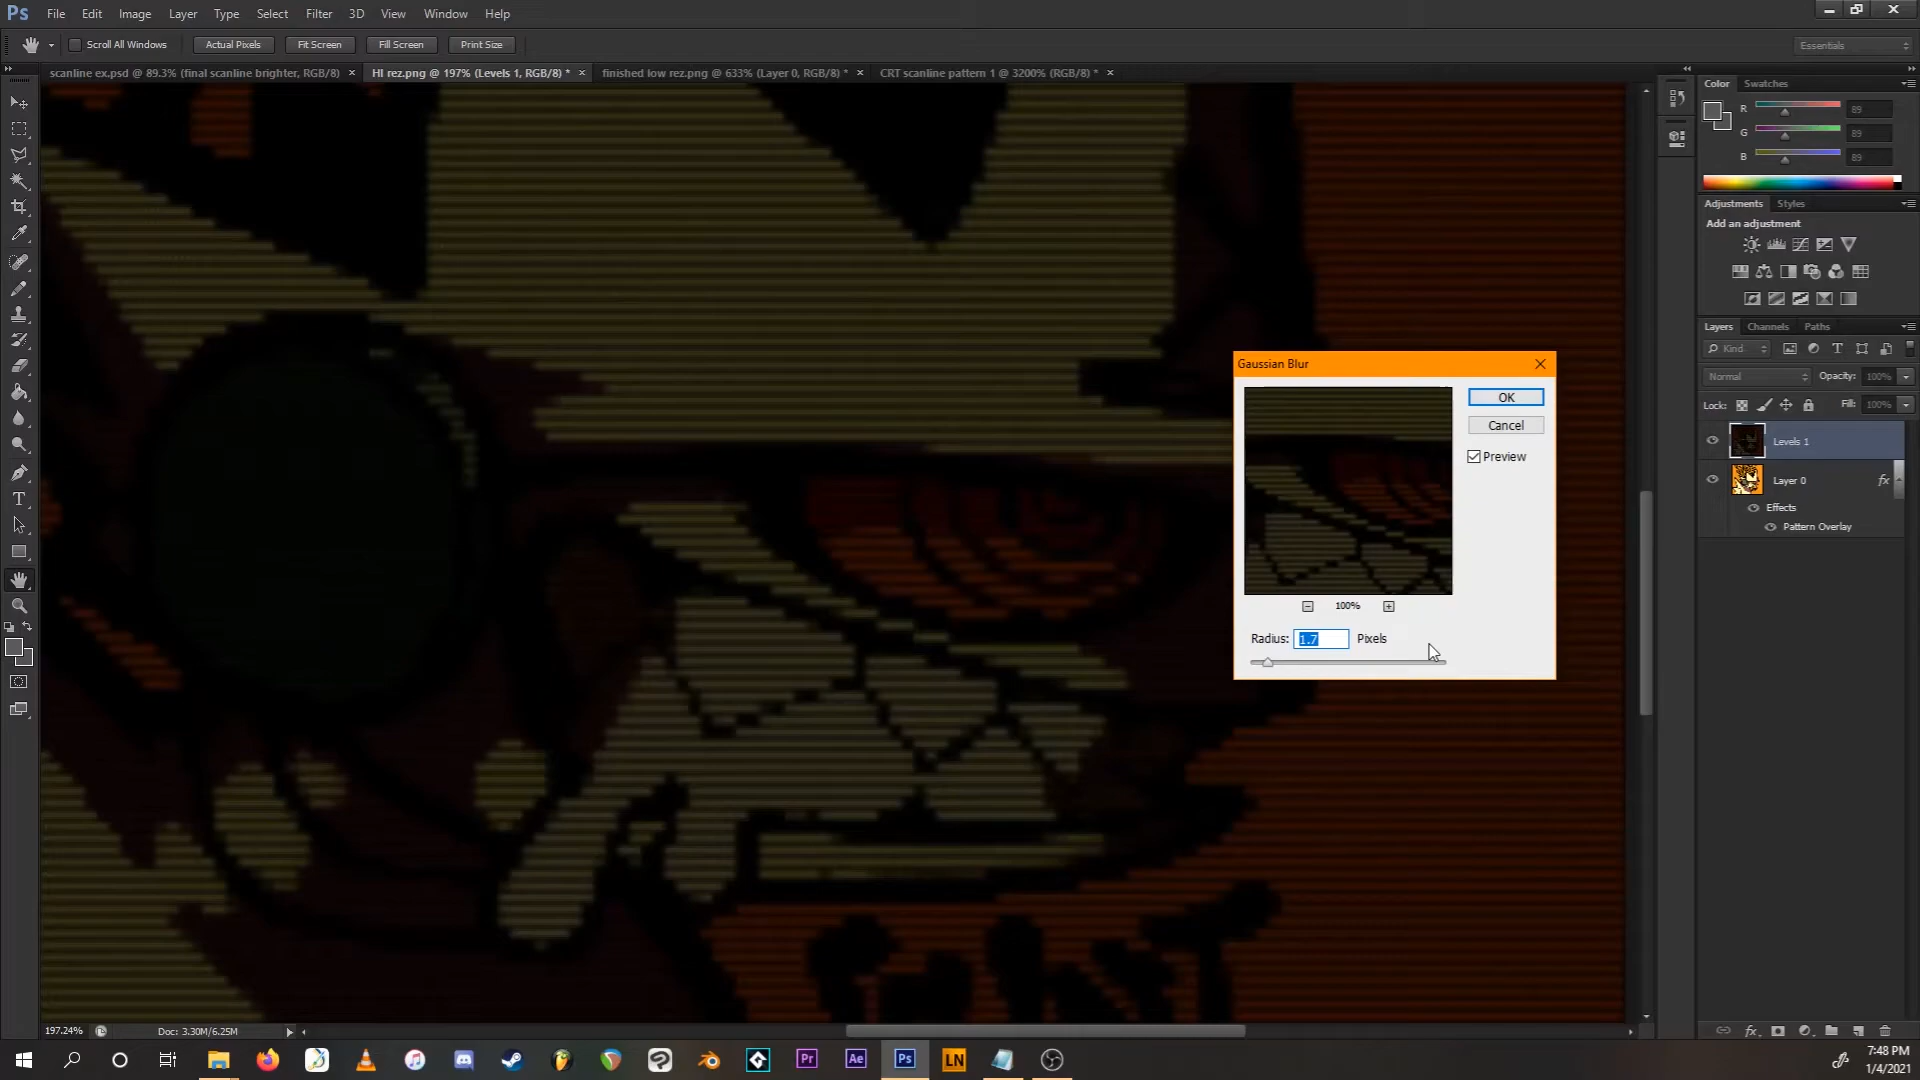 Ps File Edit Image Layer Type Select Filter 3D View Window Help
Scroll All Windows Actual Pixels Fit Screen Fill Screen Print Size Essentials
scanline ex.psd @ 89.3% (final scanline brighter, RGB/8) × HI rez.png @ 197% (Levels 1, RGB/8) * × finished low rez.png @ 633% (Layer 0, RGB/8) * × CRT scanline pattern 1 @ 3200% (RGB/8) * ×
Color Swatches
R 89
G 89
B 89
Adjustments Styles
Add an adjustment
Layers Channels Paths
Kind
Normal Opacity: 100%
Lock: Fill: 100%
Levels 1
Layer 0 fx
Effects
Pattern Overlay
Gaussian Blur
OK
Cancel
Preview
100%
Radius: 1.7 Pixels
T
197.24% Doc: 3.30M/6.25M
fx
Pr Ae Ps LN
7:48 PM
1/4/2021